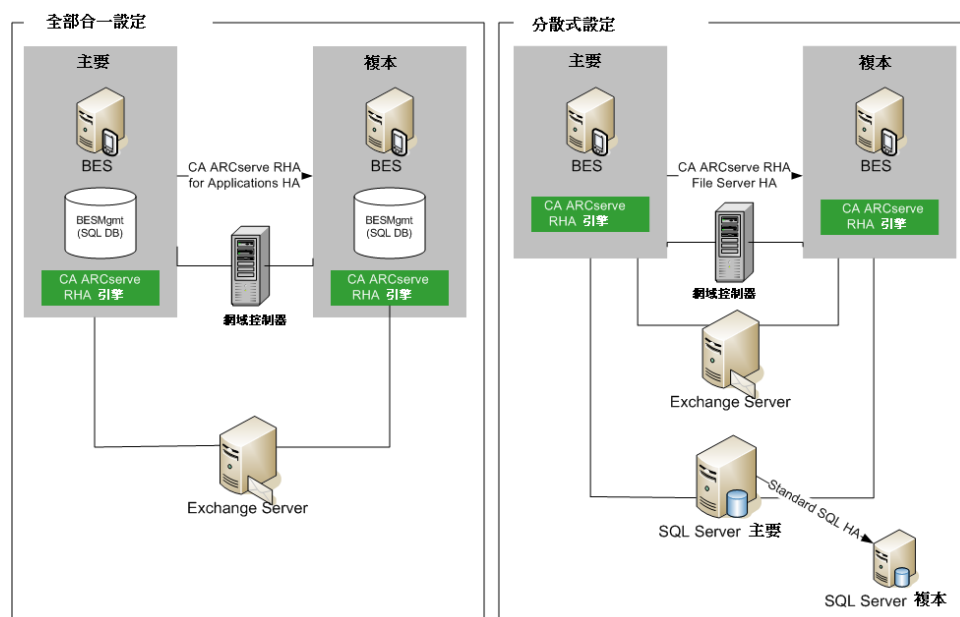 全部合一設定
主要
複本
BES
BES
CA ARCserve RHA
for Applications HA
BESMgmt
(SQL DB)
BESMgmt
(SQL DB)
CA ARCserve
RHA 引擎
CA ARCserve
RHA 引擎
網域控制器
Exchange Server
分散式設定
主要
複本
BES
BES
CA ARCserve RHA
File Server HA
CA ARCserve
RHA 引擎
CA ARCserve
RHA 引擎
網域控制器
Exchange Server
Standard SQL HA
SQL Server 主要
SQL Server 複本